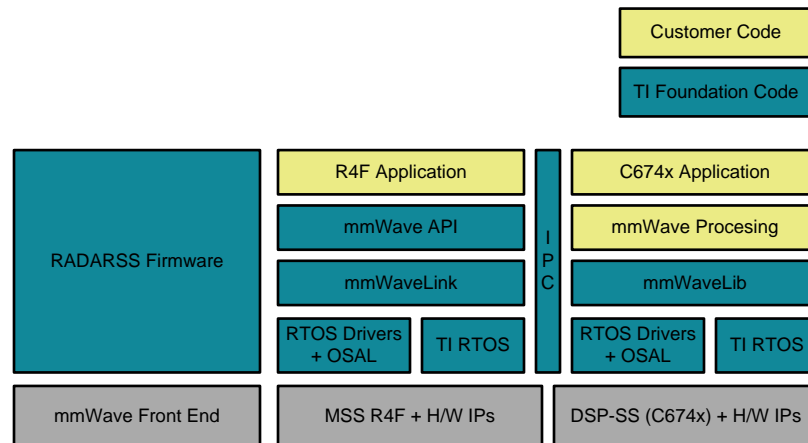 Customer Code
TI Foundation Code
RADARSS Firmware
R4F Application
mmWave API
mmWaveLink
RTOS Drivers
+ OSAL
TI RTOS
I
P
C
C674x Application
mmWave Procesing
mmWaveLib
RTOS Drivers
+ OSAL
TI RTOS
mmWave Front End
MSS R4F + H/W IPs
DSP-SS (C674x) + H/W IPs